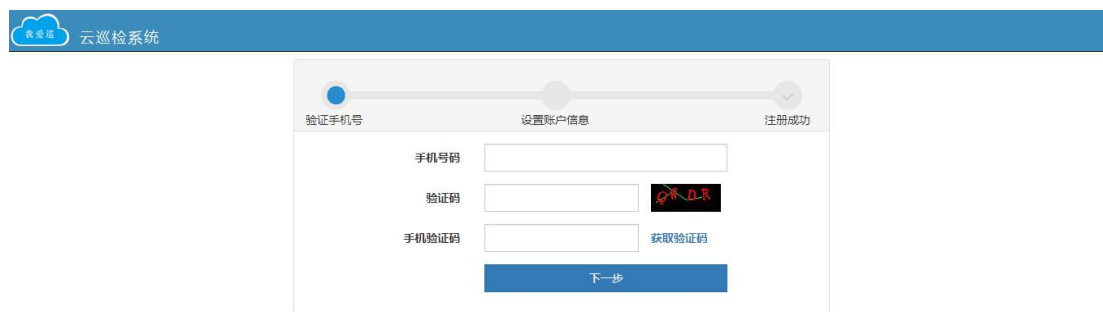 我爱巡
云巡检系统
验证手机号 设置账户信息 注册成功
手机号码
验证码
手机验证码 获取验证码
下一步